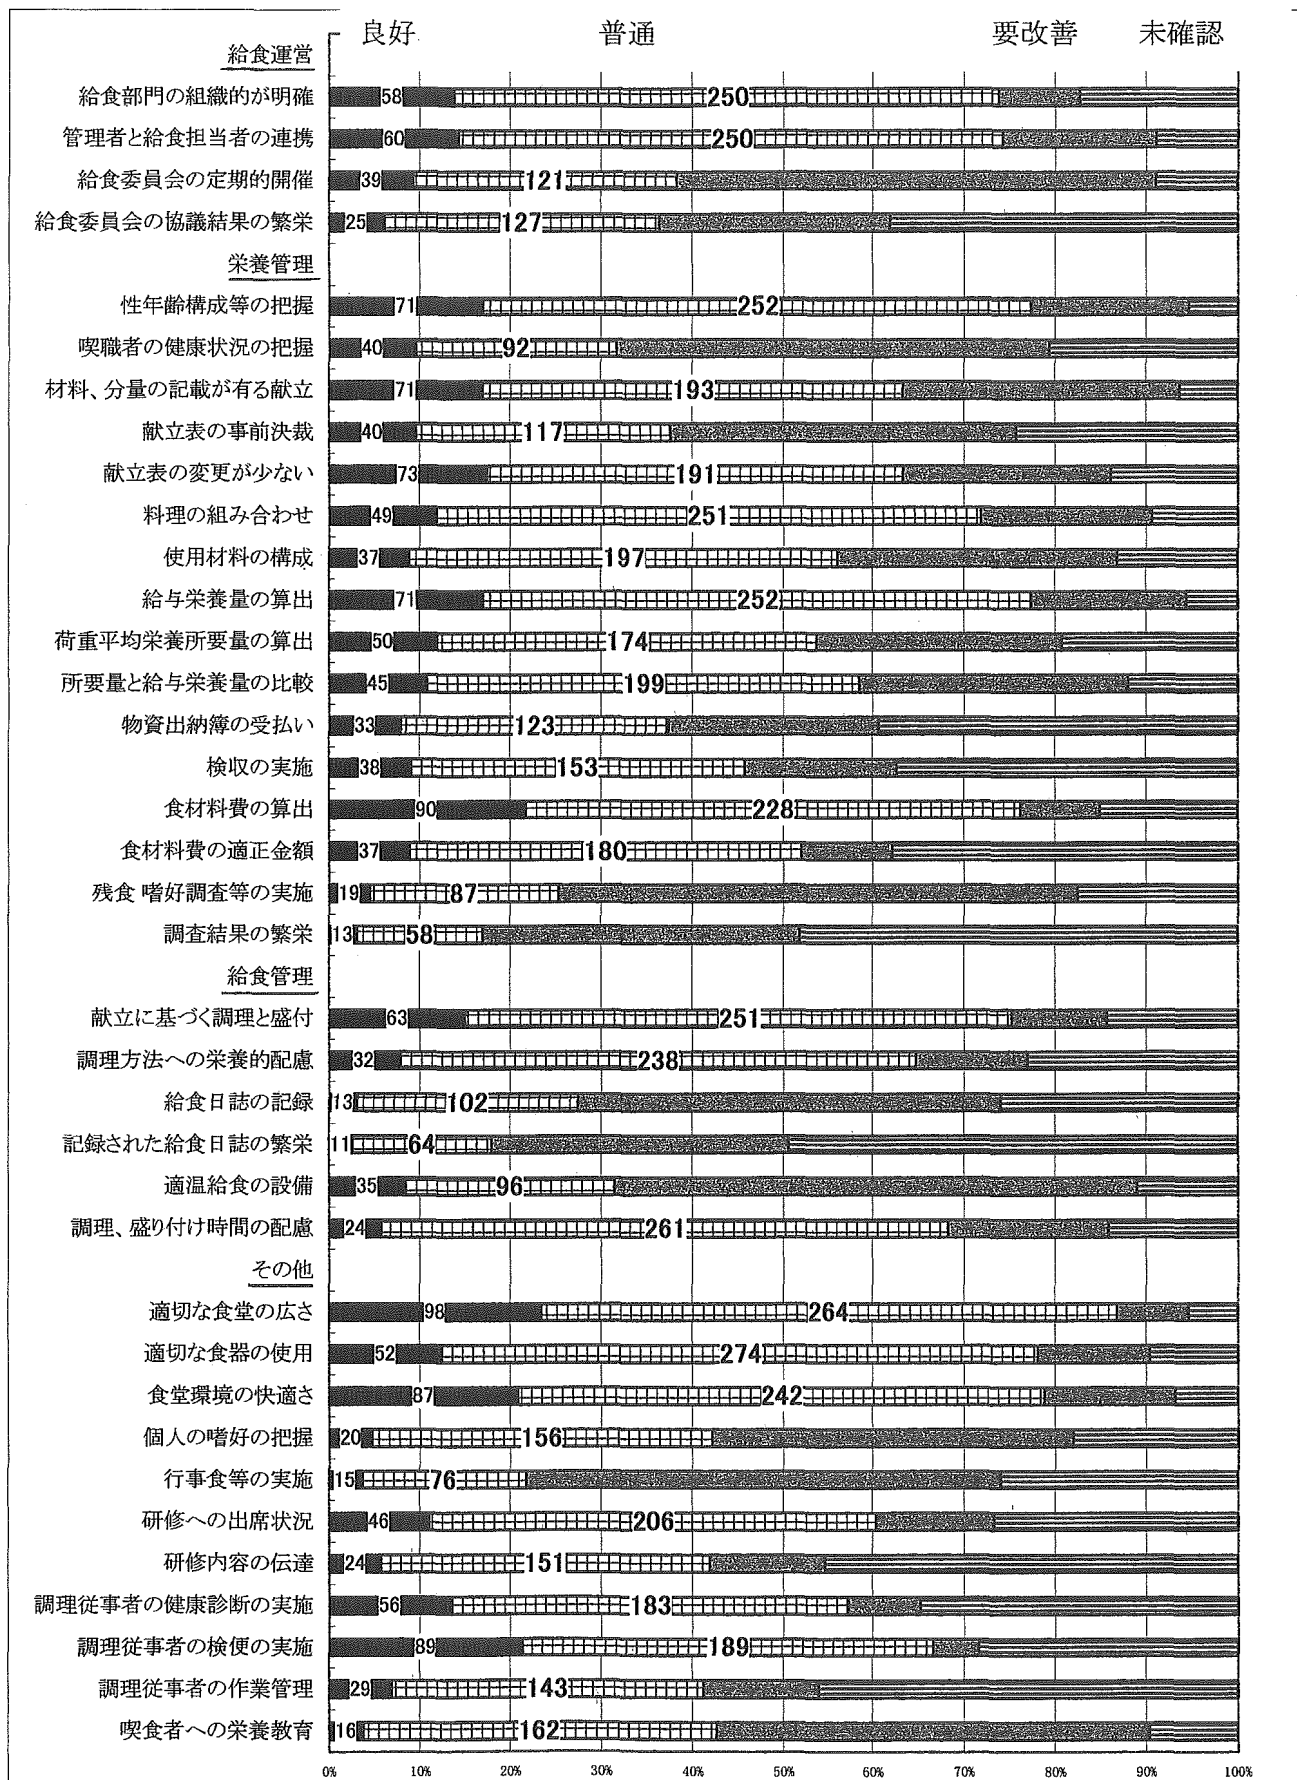 良好 普通 要改善 未確認
給食運営
給食部門の組織的が明確 58 250
管理者と給食担当者の連携 60 250
給食委員会の定期的開催 39 121
給食委員会の協議結果の繁栄 25 127
栄養管理
性年齢構成等の把握 71 252
喫職者の健康状況の把握 40 92
材料、分量の記載が有る献立 71 193
献立表の事前決裁 40 117
献立表の変更が少ない 73 191
料理の組み合わせ 49 251
使用材料の構成 37 197
給与栄養量の算出 71 252
荷重平均栄養所要量の算出 50 174
所要量と給与栄養量の比較 45 199
物資出納簿の受払い 33 123
検収の実施 38 153
食材料費の算出 90 228
食材料費の適正金額 37 180
残食 嗜好調査等の実施 19 87
調査結果の繁栄 13 58
給食管理
献立に基づく調理と盛付 63 251
調理方法への栄養的配慮 32 238
給食日誌の記録 13 102
記録された給食日誌の繁栄 11 64
適温給食の設備 35 96
調理、盛り付け時間の配慮 24 261
その他
適切な食堂の広さ 98 264
適切な食器の使用 52 274
食堂環境の快適さ 87 242
個人の嗜好の把握 20 156
行事食等の実施 15 76
研修への出席状況 46 206
研修内容の伝達 24 151
調理従事者の健康診断の実施 56 183
調理従事者の検便の実施 89 189
調理従事者の作業管理 29 143
喫食者への栄養教育 16 162
0% 10% 20% 30% 40% 50% 60% 70% 80% 90% 100%